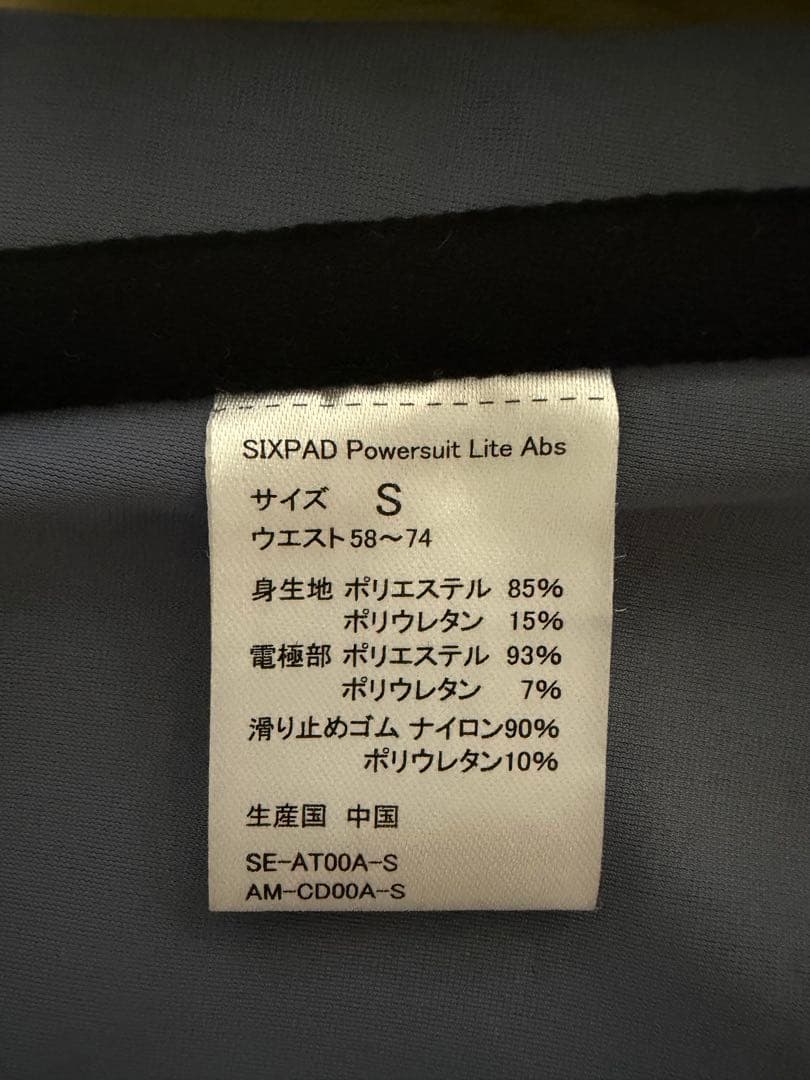 SIXPAD Powersuit Lite Abs
サイズ S
ウエスト58～74
身生地 ポリエステル 85%
ポリウレタン 15%
電極部 ポリエステル 93%
ポリウレタン 7%
滑り止めゴム ナイロン90%
ポリウレタン10%
生産国 中国
SE-AT00A-S
AM-CD00A-S